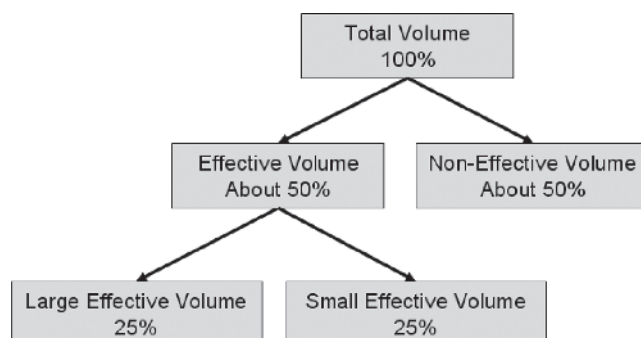 Total Volume
100%
Effective Volume
About 50%
Non-Effective Volume
About 50%
Large Effective Volume
25%
Small Effective Volume
25%